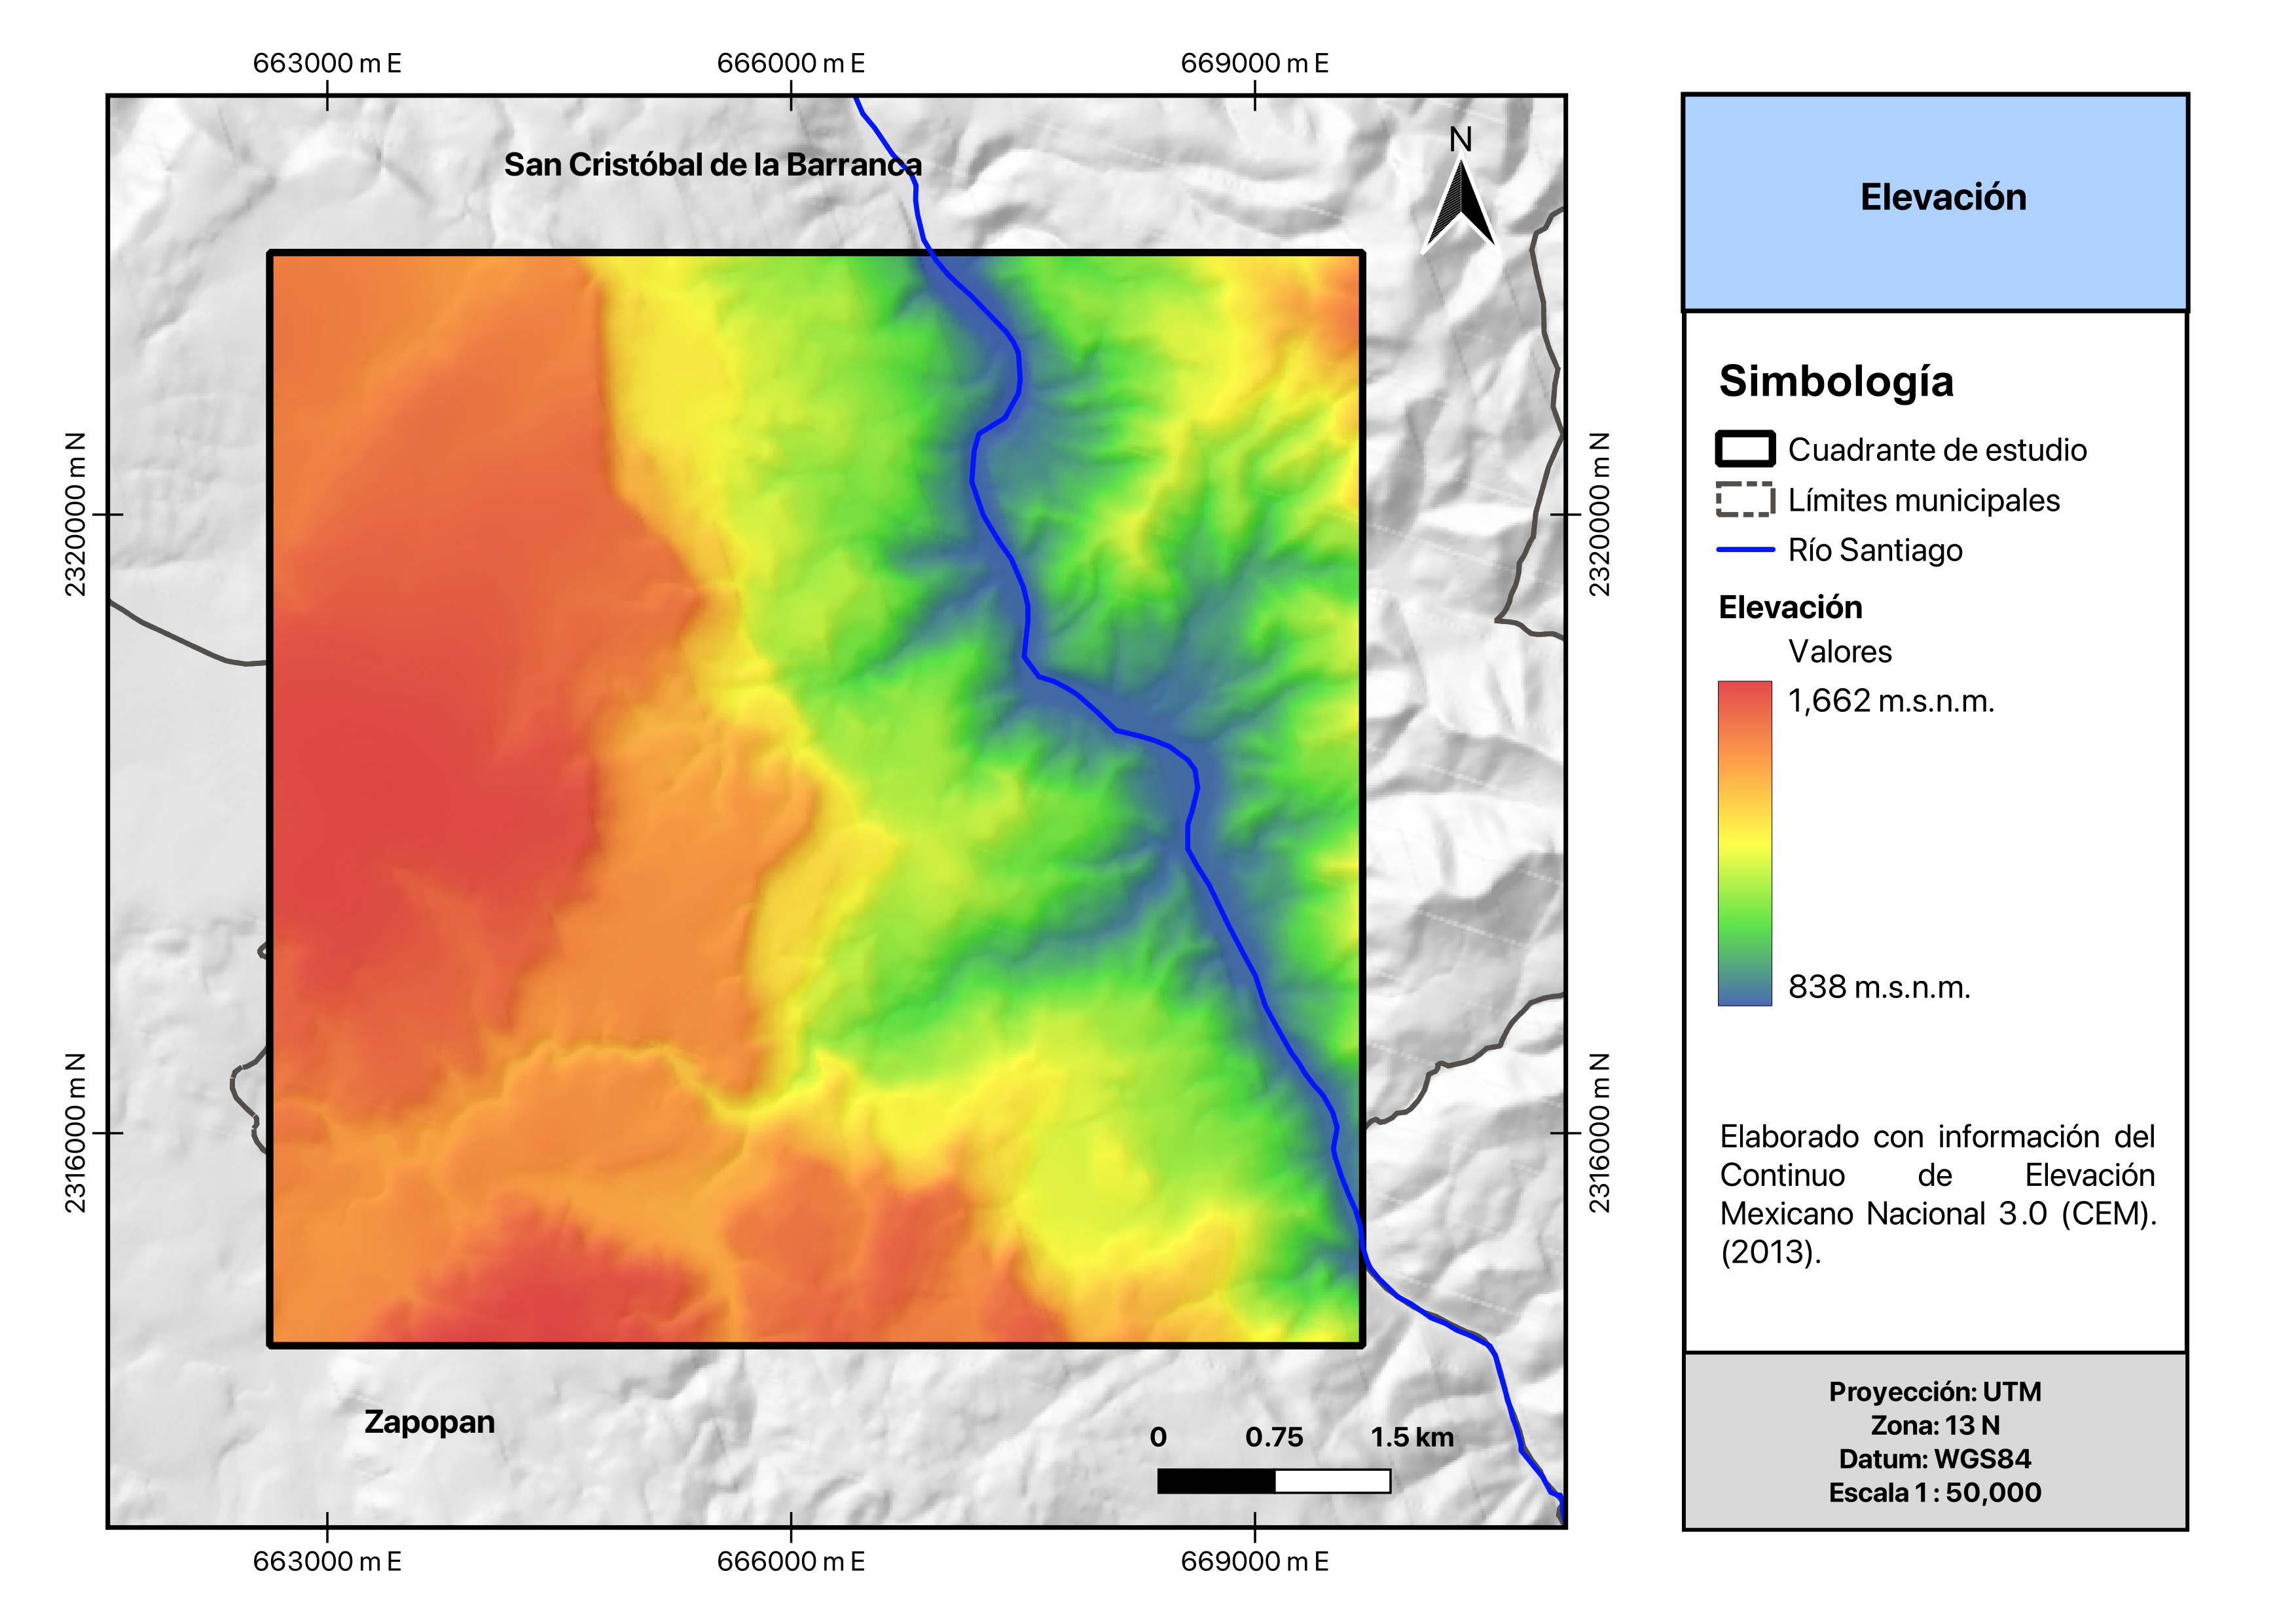 663000 m E
666000 m E
669000 m E
San Cristóbal de la Barranca
N
2320000 m N
2320000 m N
2316000 m N
2316000 m N
Zapopan
0 0.75 1.5 km
663000 m E
666000 m E
669000 m E
Elevación
Simbología
Cuadrante de estudio
Límites municipales
Río Santiago
Elevación
Valores
1,662 m.s.n.m.
838 m.s.n.m.
Elaborado con información del
Continuo de Elevación
Mexicano Nacional 3.0 (CEM).
(2013).
Proyección: UTM
Zona: 13 N
Datum: WGS84
Escala 1 : 50,000